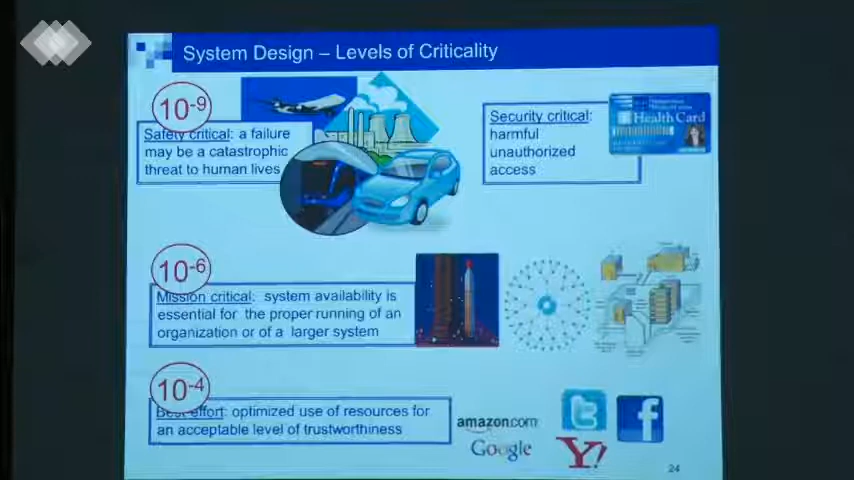 System Design – Levels of Criticality
10-9
Safety critical: a failure
may be a catastrophic
threat to human lives
Security critical:
harmful
unauthorized
access
Health Card
10-6
Mission critical: system availability is
essential for the proper running of an
organization or of a larger system
10-4
Best effort: optimized use of resources for
an acceptable level of trustworthiness
amazon.com
Google
Y!
t
f
24